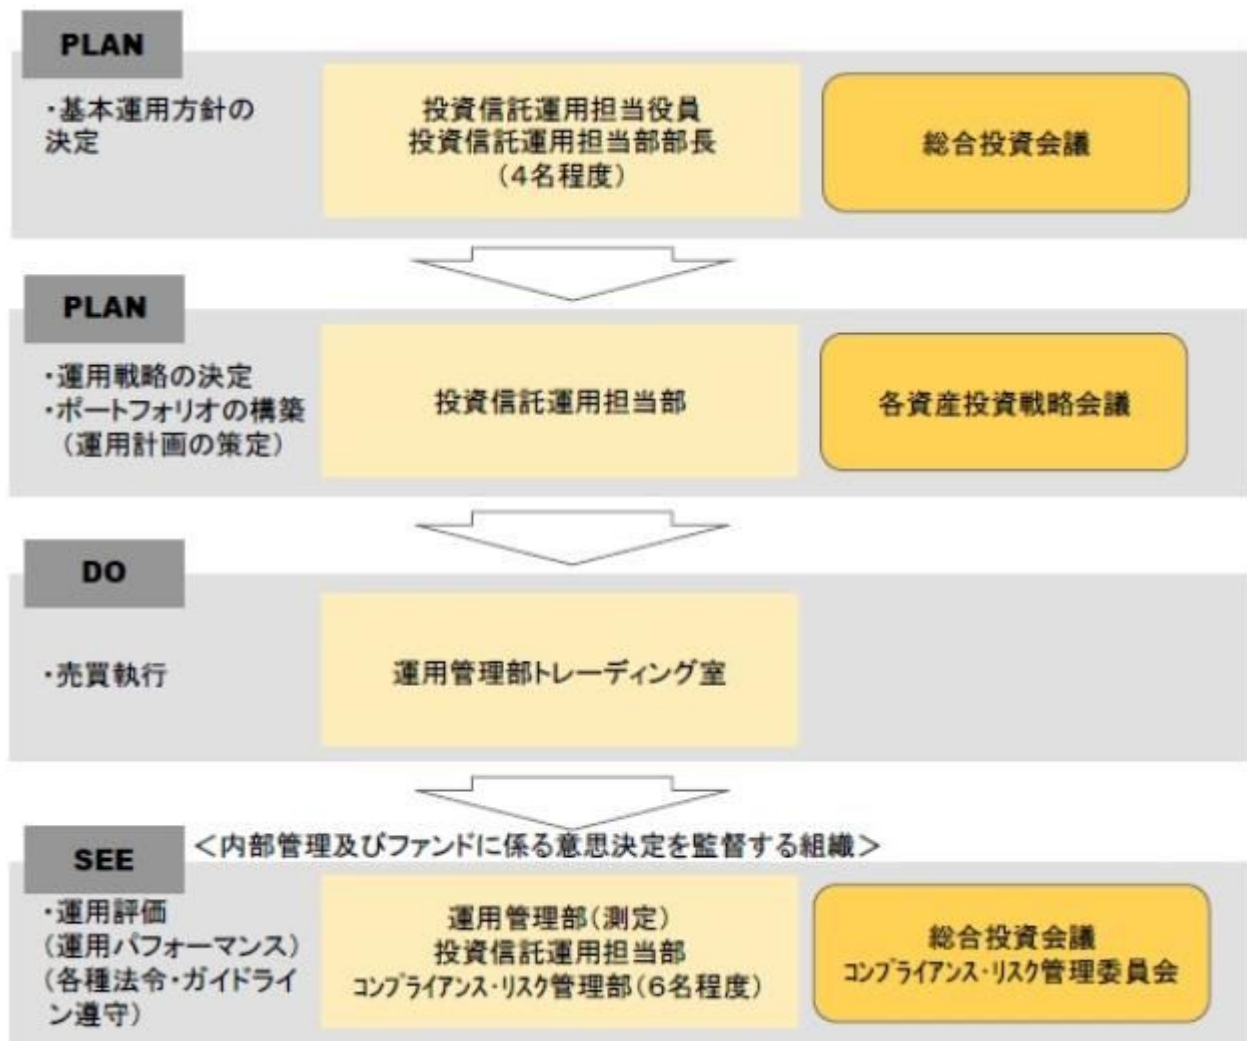 PLAN
・基本運用方針の
決定
投資信託運用担当役員
投資信託運用担当部部長
（4名程度）
総合投資会議
PLAN
・運用戦略の決定
・ポートフォリオの構築
（運用計画の策定）
投資信託運用担当部
各資産投資戦略会議
DO
・売買執行
運用管理部トレーディング室
SEE
＜内部管理及びファンドに係る意思決定を監督する組織＞
・運用評価
(運用パフォーマンス)
(各種法令・ガイドライ
ン遵守)
運用管理部（測定）
投資信託運用担当部
ｺﾝﾌﾟﾗｲｱﾝｽ・ﾘｽｸ管理部（6名程度）
総合投資会議
ｺﾝﾌﾟﾗｲｱﾝｽ・ﾘｽｸ管理委員会